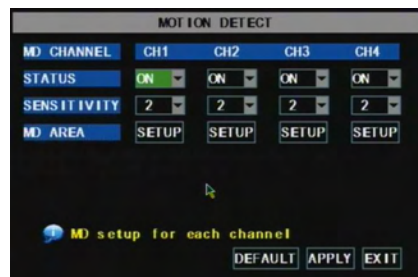 MOTION DETECT
MD CHANNEL CH1 CH2 CH3 CH4
STATUS ON ON ON ON
SENSITIVITY 2 2 2 2
MD AREA SETUP SETUP SETUP SETUP
MD setup for each channel
DEFAULT APPLY EXIT